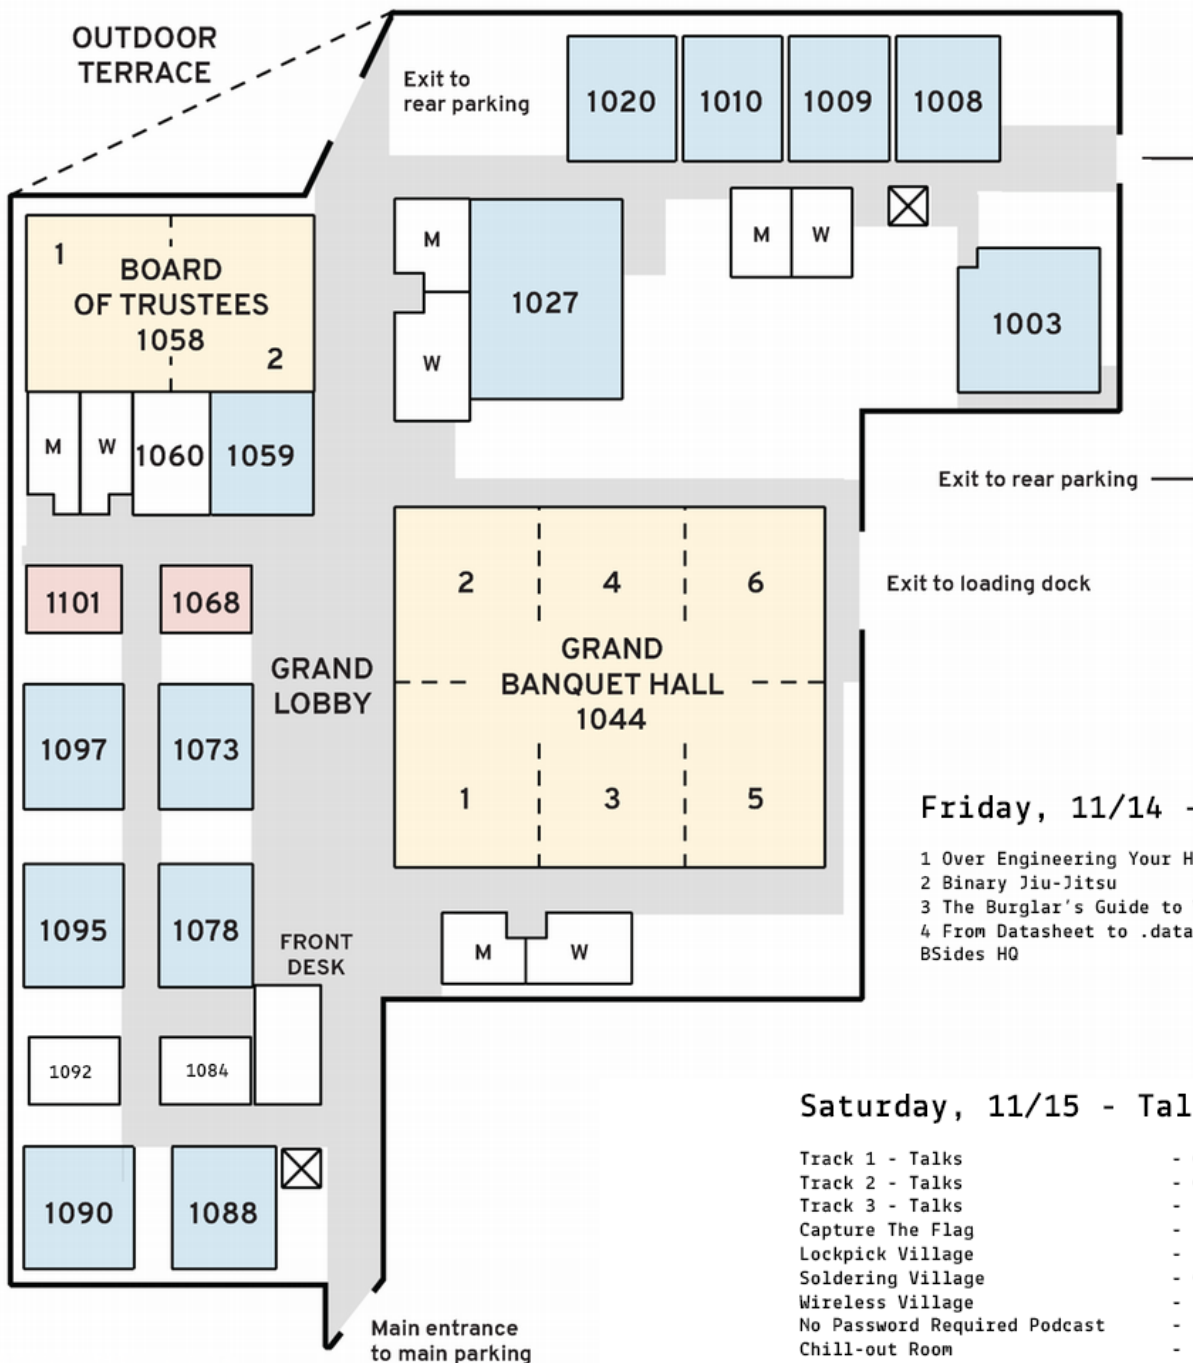 OUTDOOR
TERRACE
Exit to
rear parking
1020
1010
1009
1008
1
BOARD
OF TRUSTEES
1058
2
M
W
1027
M
W
1003
M
W
1060
1059
Exit to rear parking
1101
1068
2
4
6
Exit to loading dock
GRAND
LOBBY
GRAND
BANQUET HALL
1044
1097
1073
1
3
5
Friday, 11/14 -
1 Over Engineering Your H
2 Binary Jiu-Jitsu
3 The Burglar's Guide to
4 From Datasheet to .data
BSides HQ
1095
1078
FRONT
DESK
M
W
1092
1084
Saturday, 11/15 - Tal
Track 1 - Talks -
Track 2 - Talks -
Track 3 - Talks -
Capture The Flag -
Lockpick Village -
Soldering Village -
Wireless Village -
No Password Required Podcast -
Chill-out Room -
1090
1088
Main entrance
to main parking